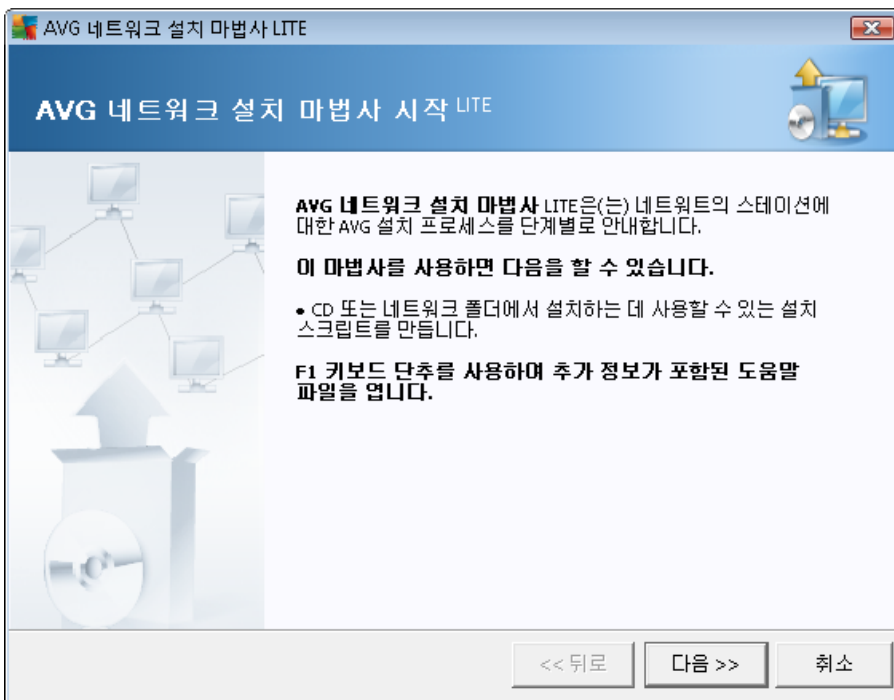 AVG 네트워크 설치 마법사 LITE
AVG 네트워크 설치 마법사 시작 LITE
AVG 네트워크 설치 마법사 LITE은(는) 네트워트의 스테이션에
대한 AVG 설치 프로세스를 단계별로 안내합니다.
이 마법사를 사용하면 다음을 할 수 있습니다.
• CD 또는 네트워크 폴더에서 설치하는 데 사용할 수 있는 설치
스크립트를 만듭니다.
F1 키보드 단추를 사용하여 추가 정보가 포함된 도움말
파일을 엽니다.
<< 뒤로
다음 >>
취소